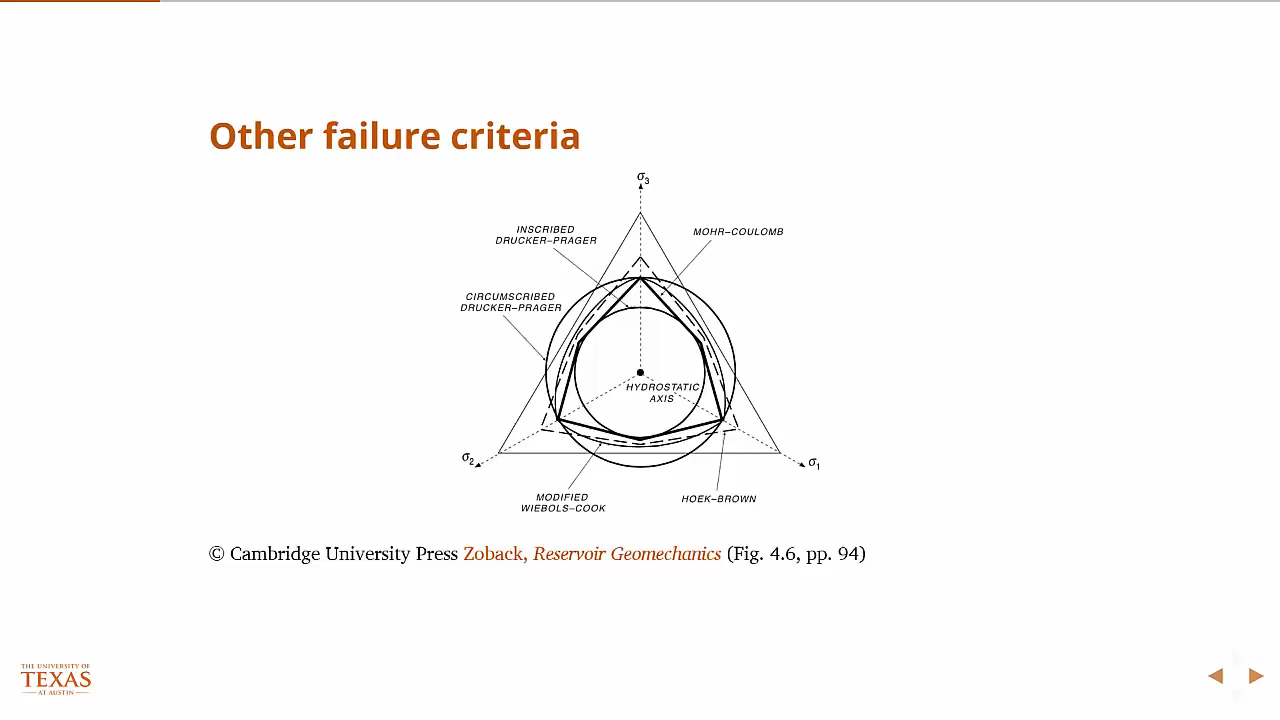 Other failure criteria
σ3
INSCRIBED
DRUCKER–PRAGER
MOHR–COULOMB
CIRCUMSCRIBED
DRUCKER–PRAGER
HYDROSTATIC
AXIS
σ2
σ1
MODIFIED
WIEBOLS–COOK
HOEK–BROWN
© Cambridge University Press Zoback, Reservoir Geomechanics (Fig. 4.6, pp. 94)
THE UNIVERSITY OF
TEXAS
AT AUSTIN